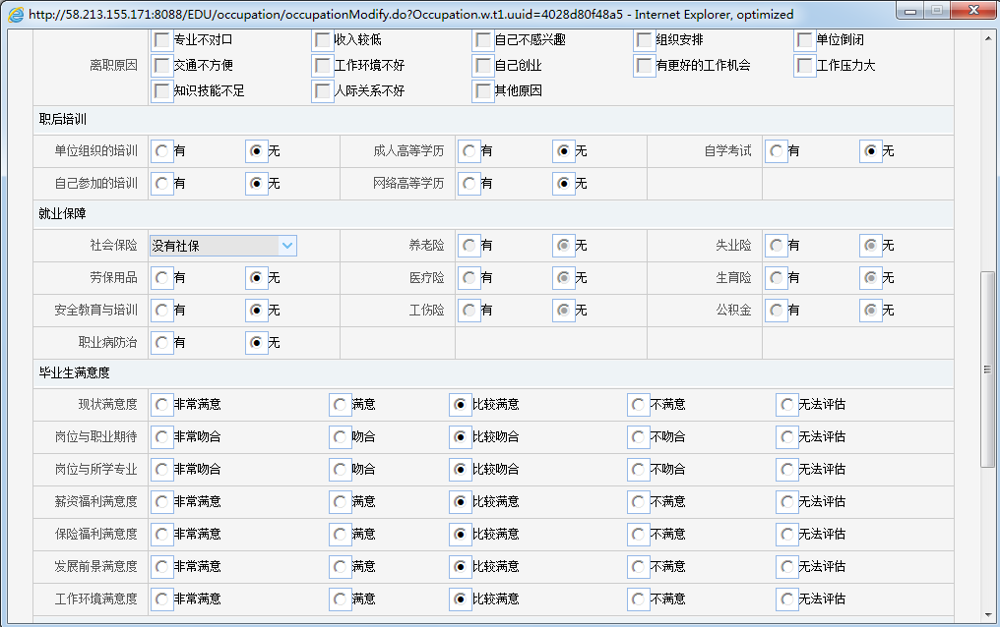 http://58.213.155.171:8088/EDU/occupation/occupationModify.do?Occupation.w.t1.uuid=4028d80f48a5 - Internet Explorer, optimized
专业不对口 收入较低 自己不感兴趣 组织安排 单位倒闭
离职原因 交通不方便 工作环境不好 自己创业 有更好的工作机会 工作压力大
知识技能不足 人际关系不好 其他原因
职后培训
单位组织的培训 有 无 成人高等学历 有 无 自学考试 有 无
自己参加的培训 有 无 网络高等学历 有 无
就业保障
社会保险 没有社保 养老险 有 无 失业险 有 无
劳保用品 有 无 医疗险 有 无 生育险 有 无
安全教育与培训 有 无 工伤险 有 无 公积金 有 无
职业病防治 有 无
毕业生满意度
现状满意度 非常满意 满意 比较满意 不满意 无法评估
岗位与职业期待 非常吻合 吻合 比较吻合 不吻合 无法评估
岗位与所学专业 非常吻合 吻合 比较吻合 不吻合 无法评估
薪资福利满意度 非常满意 满意 比较满意 不满意 无法评估
保险福利满意度 非常满意 满意 比较满意 不满意 无法评估
发展前景满意度 非常满意 满意 比较满意 不满意 无法评估
工作环境满意度 非常满意 满意 比较满意 不满意 无法评估